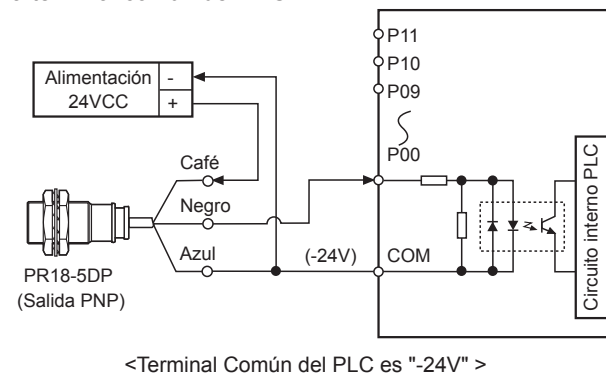 P11
P10
P09
P00
Alimentación
24VCC
-
+
Café
Negro
Azul
(-24V)
COM
Circuito interno PLC
PR18-5DP
(Salida PNP)
<Terminal Común del PLC es "-24V" >